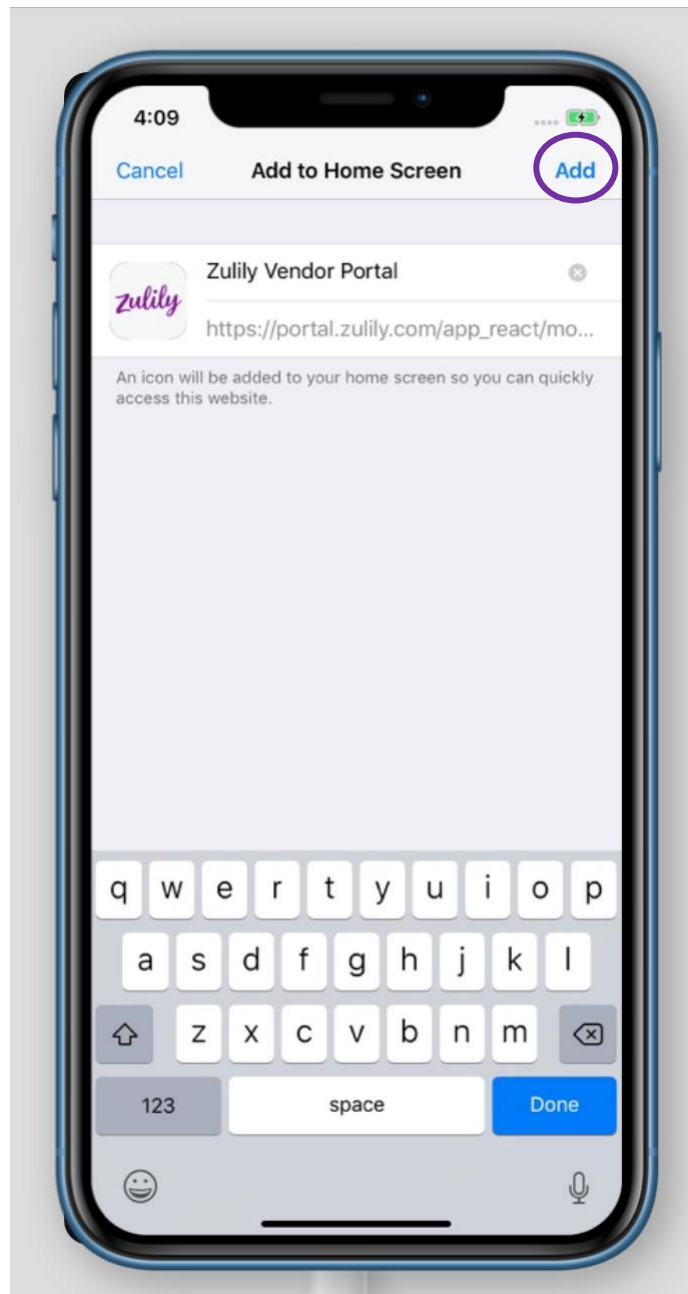 4:09
Cancel Add to Home Screen Add
zulily
Zulily Vendor Portal
https://portal.zulily.com/app_react/mo...
An icon will be added to your home screen so you can quickly
access this website.
q w e r t y u i o p
a s d f g h j k l
z x c v b n m
123 space Done